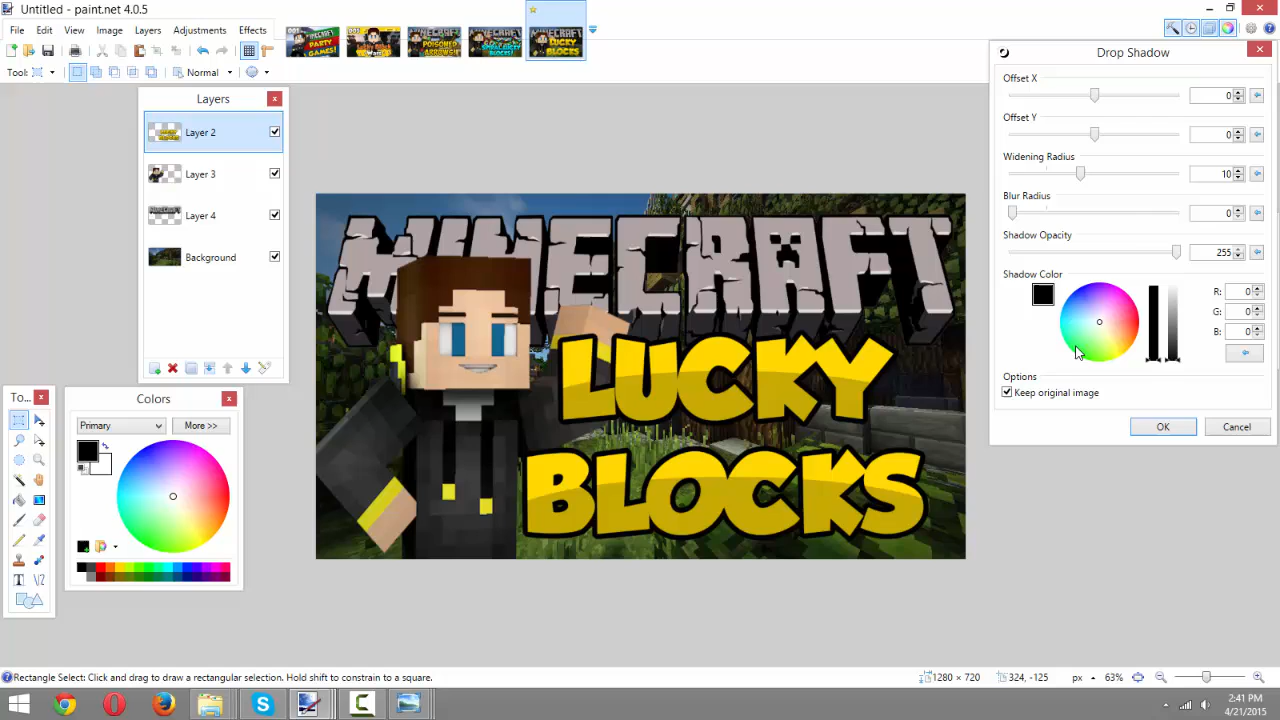 Untitled - paint.net 4.0.5
File Edit View Image Layers Adjustments Effects
Tool: Normal
Layers
Layer 2
Layer 3
Layer 4
Background
To...
Colors
Primary
More >>
MINECRAFT
LUCKY
BLOCKS
Drop Shadow
Offset X
0
Offset Y
0
Widening Radius
10
Blur Radius
0
Shadow Opacity
255
Shadow Color
R: 0
G: 0
B: 0
Options
Keep original image
OK Cancel
Rectangle Select: Click and drag to draw a rectangular selection. Hold shift to constrain to a square.
1280 × 720 324, -125 px 63%
2:41 PM
4/21/2015